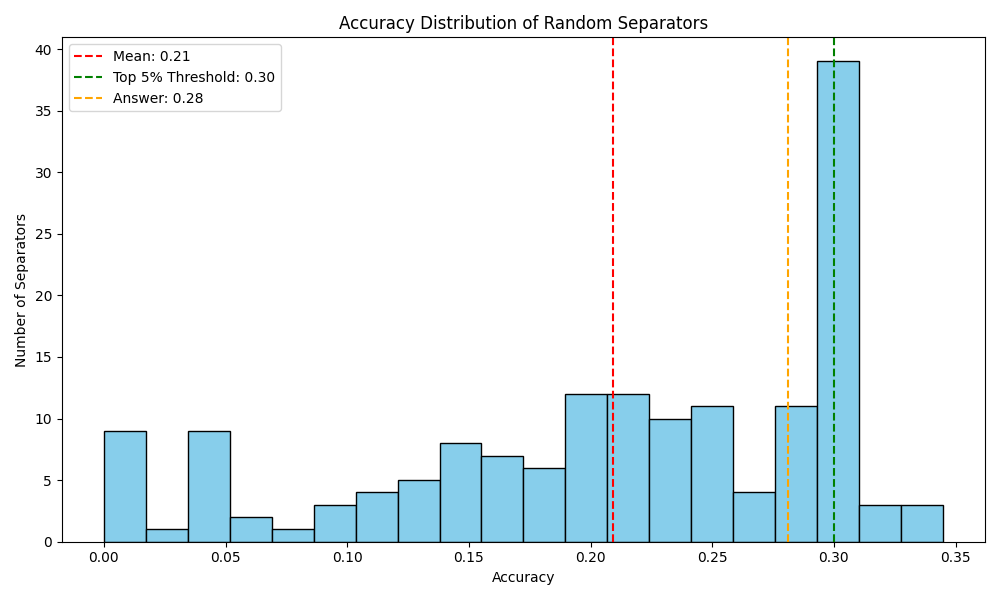 Accuracy Distribution of Random Separators
Mean: 0.21
Top 5% Threshold: 0.30
Answer: 0.28
Number of Separators
40
35
30
25
20
15
10
5
0
0.00 0.05 0.10 0.15 0.20 0.25 0.30 0.35
Accuracy